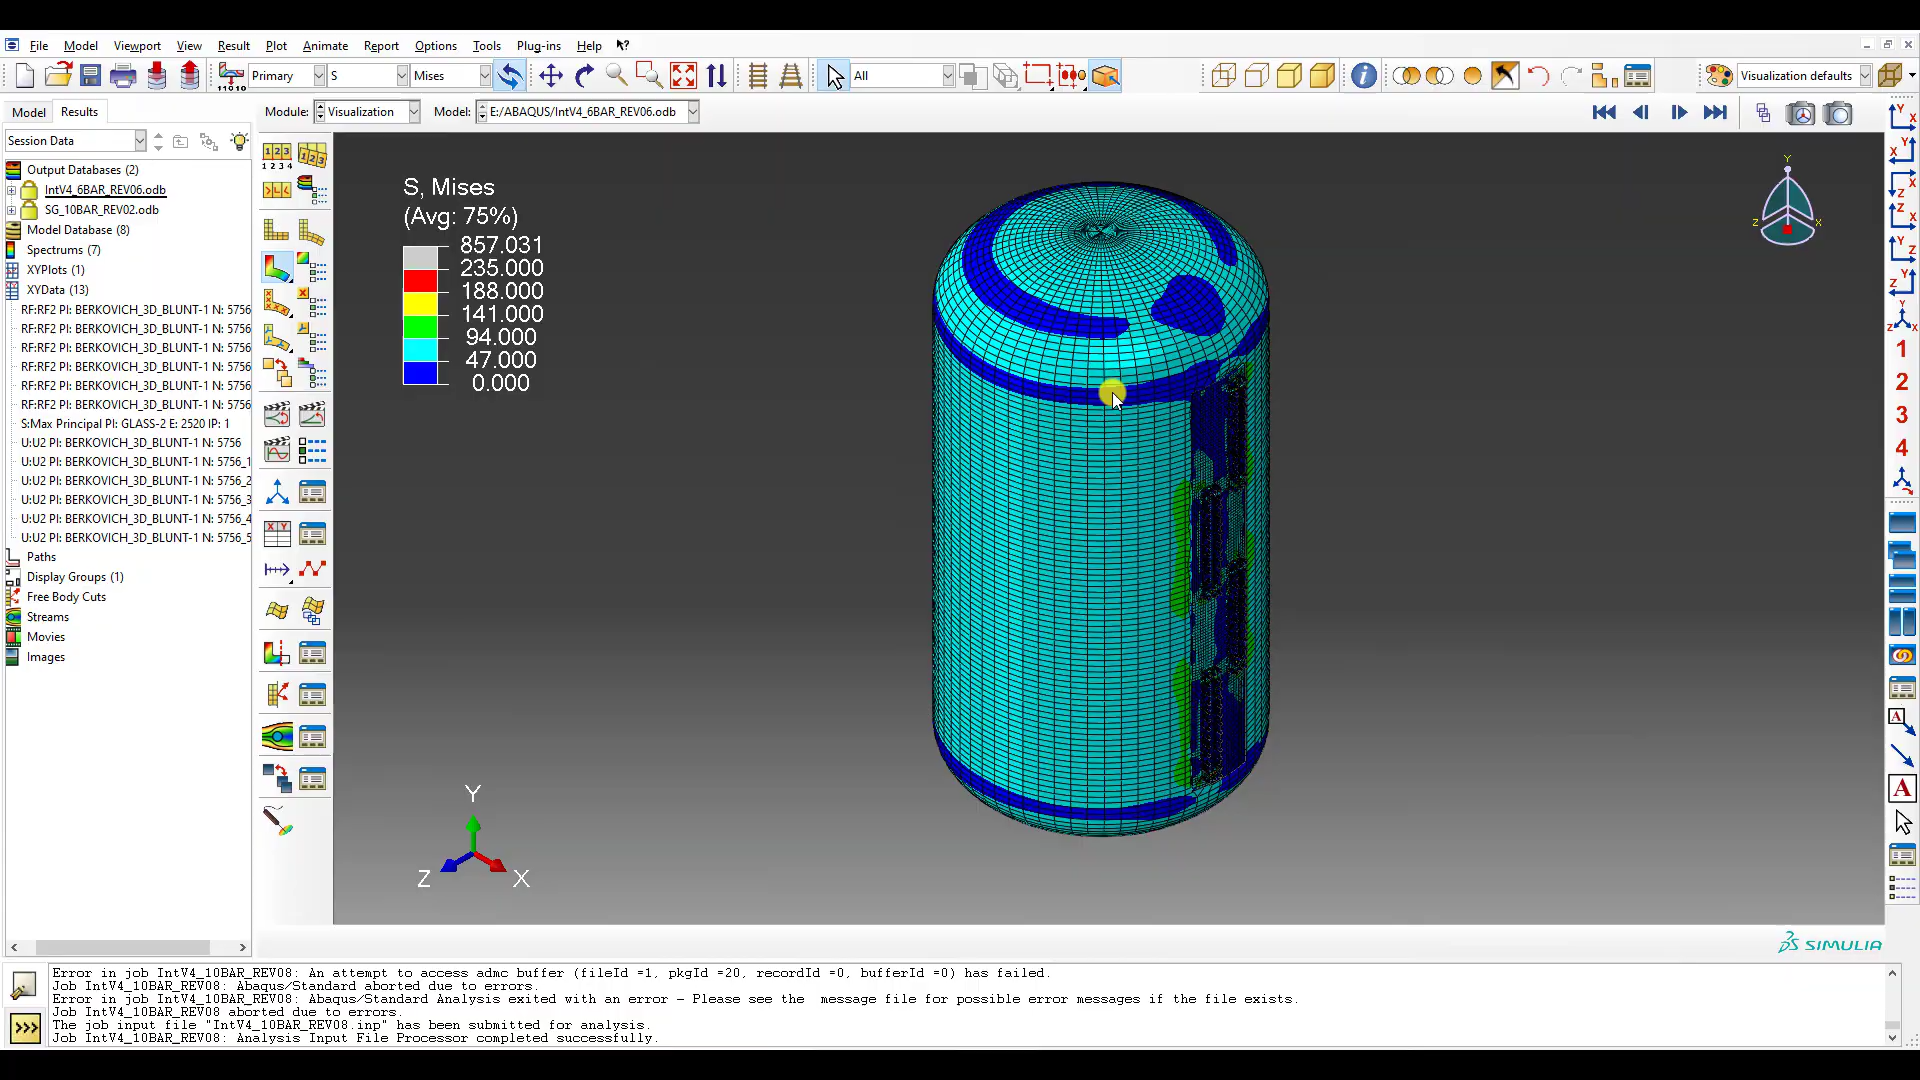 File Model Viewport View Result Plot Animate Report Options Tools Plug-ins Help
Primary S Mises All Visualization defaults
Model Results Module: Visualization Model: E:/ABAQUS/IntV4_6BAR_REV06.odb
Session Data
Output Databases (2)
IntV4_6BAR_REV06.odb
SG_10BAR_REV02.odb
Model Database (8)
Spectrums (7)
XYPlots (1)
XYData (13)
RF:RF2 PI: BERKOVICH_3D_BLUNT-1 N: 5756
RF:RF2 PI: BERKOVICH_3D_BLUNT-1 N: 5756
RF:RF2 PI: BERKOVICH_3D_BLUNT-1 N: 5756
RF:RF2 PI: BERKOVICH_3D_BLUNT-1 N: 5756
RF:RF2 PI: BERKOVICH_3D_BLUNT-1 N: 5756
RF:RF2 PI: BERKOVICH_3D_BLUNT-1 N: 5756
S:Max Principal PI: GLASS-2 E: 2520 IP: 1
U:U2 PI: BERKOVICH_3D_BLUNT-1 N: 5756
U:U2 PI: BERKOVICH_3D_BLUNT-1 N: 5756_1
U:U2 PI: BERKOVICH_3D_BLUNT-1 N: 5756_2
U:U2 PI: BERKOVICH_3D_BLUNT-1 N: 5756_3
U:U2 PI: BERKOVICH_3D_BLUNT-1 N: 5756_4
U:U2 PI: BERKOVICH_3D_BLUNT-1 N: 5756_5
Paths
Display Groups (1)
Free Body Cuts
Streams
Movies
Images
S, Mises
(Avg: 75%)
857.031
235.000
188.000
141.000
94.000
47.000
0.000
Y
Z X
Y
Z X
1
2
3
4
A
A
SIMULIA
Error in job IntV4_10BAR_REV08: An attempt to access admc buffer (fileId =1, pkgId =20, recordId =0, bufferId =0) has failed.
Job IntV4_10BAR_REV08: Abaqus/Standard aborted due to errors.
Error in job IntV4_10BAR_REV08: Abaqus/Standard Analysis exited with an error - Please see the  message file for possible error messages if the file exists.
Job IntV4_10BAR_REV08 aborted due to errors.
The job input file "IntV4_10BAR_REV08.inp" has been submitted for analysis.
Job IntV4_10BAR_REV08: Analysis Input File Processor completed successfully.